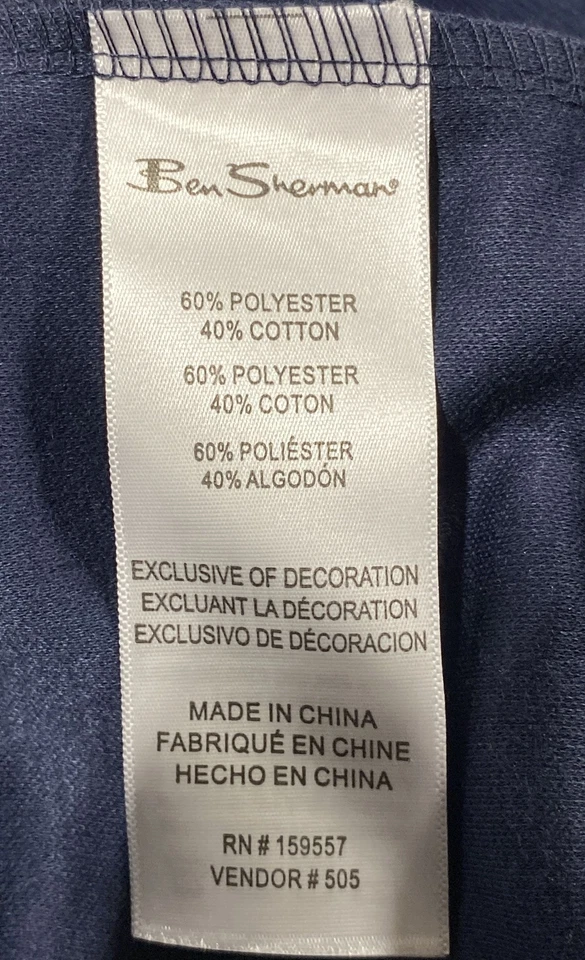 Ben Sherman®
60% POLYESTER
40% COTTON
60% POLYESTER
40% COTON
60% POLIÉSTER
40% ALGODÓN
EXCLUSIVE OF DECORATION
EXCLUANT LA DÉCORATION
EXCLUSIVO DE DÉCORACION
MADE IN CHINA
FABRIQUÉ EN CHINE
HECHO EN CHINA
RN # 159557
VENDOR # 505